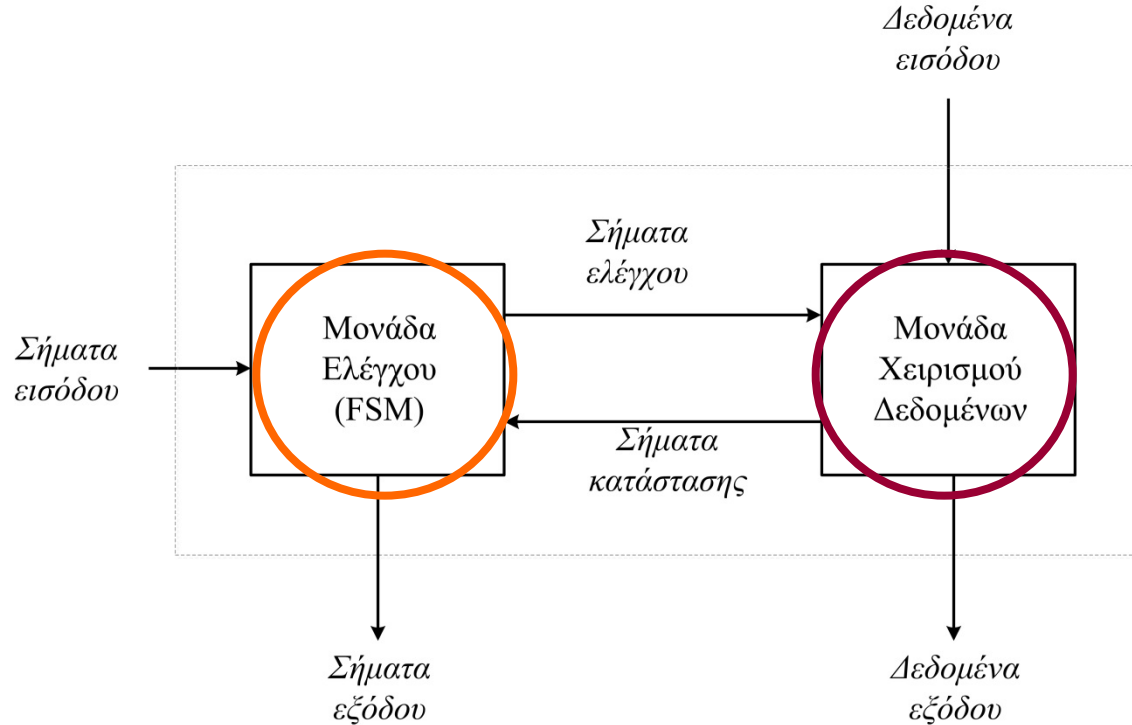 Δεδομένα
εισόδου
Σήματα
ελέγχου
Σήματα
εισόδου
Μονάδα
Ελέγχου
(FSM)
Μονάδα
Χειρισμού
Δεδομένων
Σήματα
κατάστασης
Σήματα
εξόδου
Δεδομένα
εξόδου